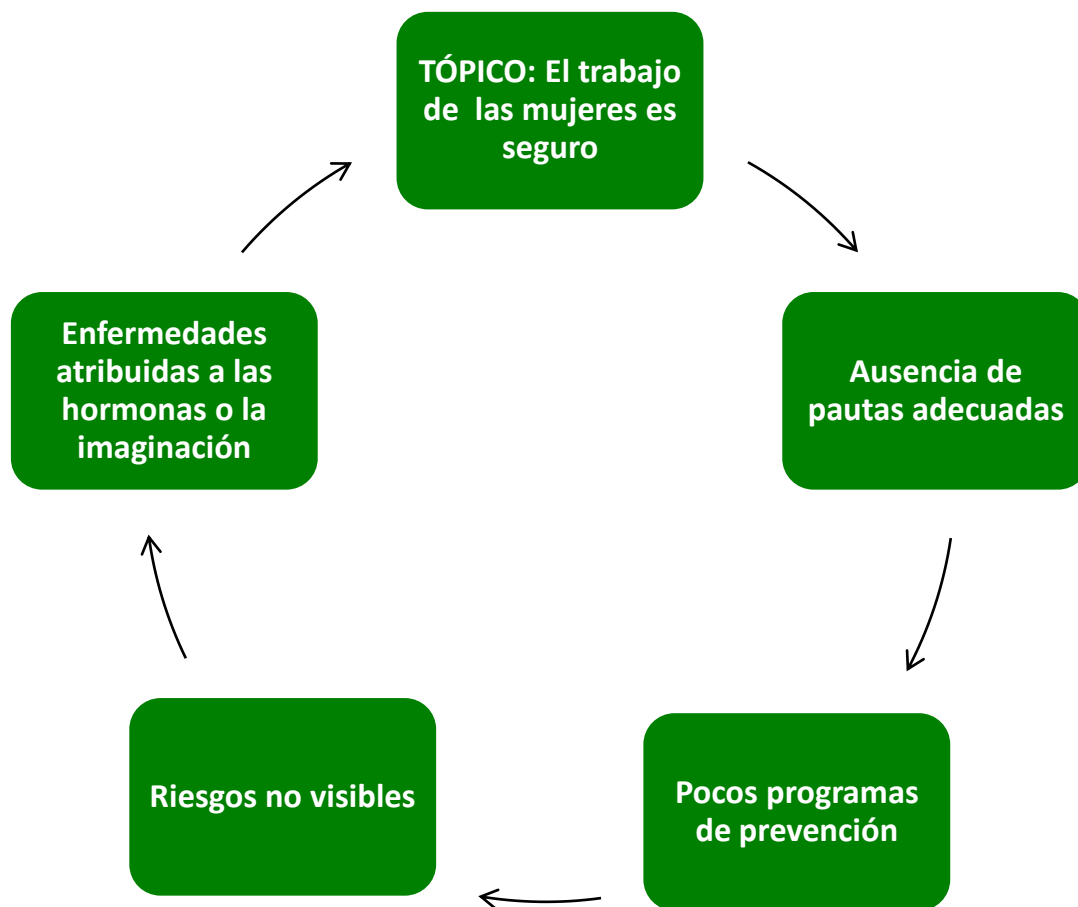 TÓPICO: El trabajo
de las mujeres es
seguro
Ausencia de
pautas adecuadas
Pocos programas
de prevención
Riesgos no visibles
Enfermedades
atribuidas a las
hormonas o la
imaginación